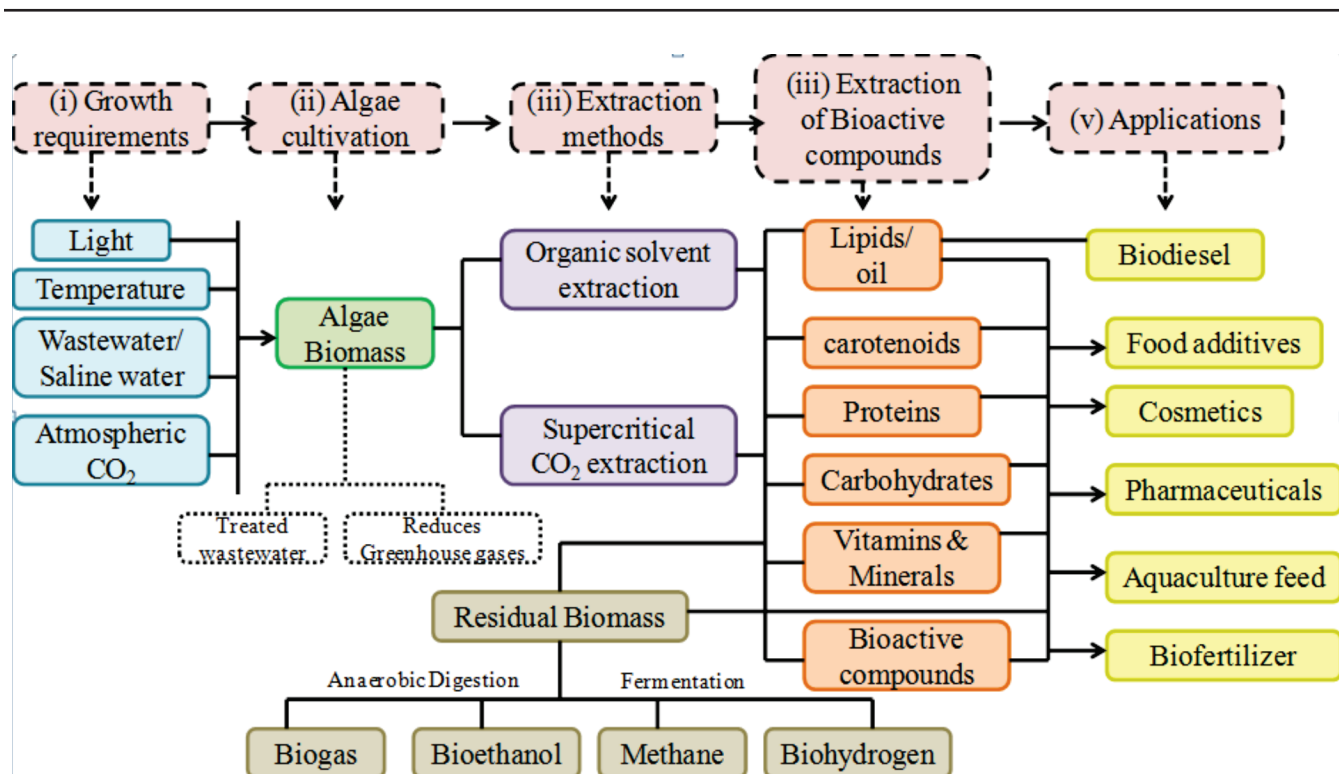 (i) Growth
requirements
(ii) Algae
cultivation
(iii) Extraction
methods
(iii) Extraction
of Bioactive
compounds
(v) Applications
Light
Temperature
Wastewater/
Saline water
Atmospheric
CO₂
Algae
Biomass
Treated
wastewater
Reduces
Greenhouse gases
Organic solvent
extraction
Supercritical
CO₂ extraction
Lipids/
oil
carotenoids
Proteins
Carbohydrates
Vitamins &
Minerals
Bioactive
compounds
Biodiesel
Food additives
Cosmetics
Pharmaceuticals
Aquaculture feed
Biofertilizer
Residual Biomass
Anaerobic Digestion
Fermentation
Biogas
Bioethanol
Methane
Biohydrogen